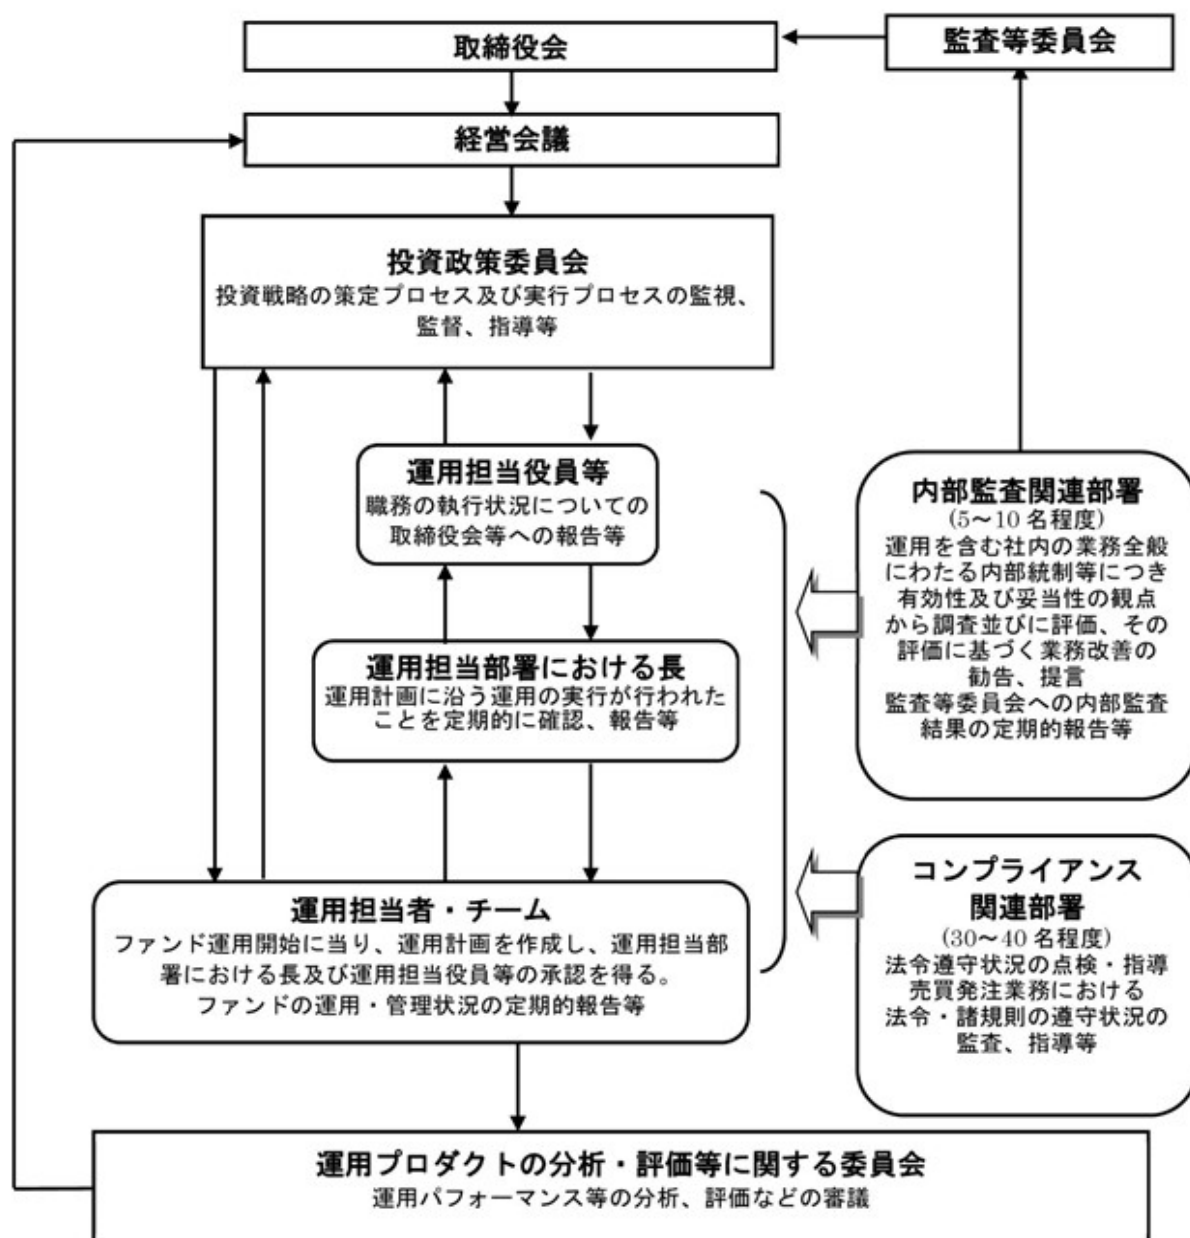 取締役会
監査等委員会
経営会議
投資政策委員会
投資戦略の策定プロセス及び実行プロセスの監視、
監督、指導等
運用担当役員等
職務の執行状況についての
取締役会等への報告等
運用担当部署における長
運用計画に沿う運用の実行が行われた
ことを定期的に確認、報告等
内部監査関連部署
(5～10 名程度)
運用を含む社内の業務全般
にわたる内部統制等につき
有効性及び妥当性の観点
から調査並びに評価、その
評価に基づく業務改善の
勧告、提言
監査等委員会への内部監査
結果の定期的報告等
運用担当者・チーム
ファンド運用開始に当り、運用計画を作成し、運用担当部
署における長及び運用担当役員等の承認を得る。
ファンドの運用・管理状況の定期的報告等
コンプライアンス
関連部署
(30～40 名程度)
法令遵守状況の点検・指導
売買発注業務における
法令・諸規則の遵守状況の
監査、指導等
運用プロダクトの分析・評価等に関する委員会
運用パフォーマンス等の分析、評価などの審議